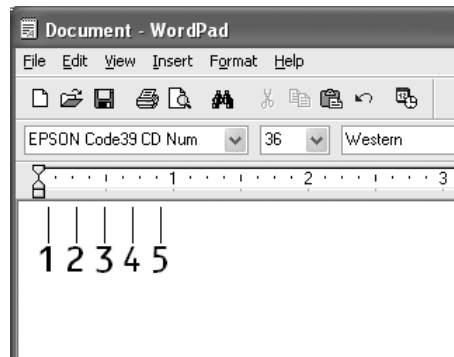 Document - WordPad
File Edit View Insert Format Help
EPSON Code39 CD Num 36 Western
1 2 3
1 2 3 4 5